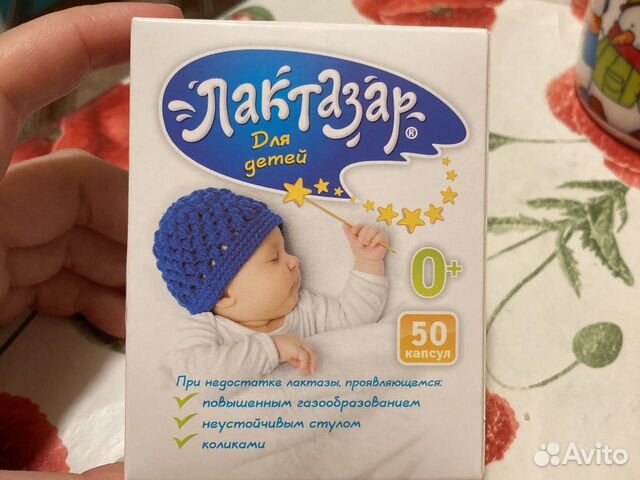 Лактазар®
Для
детей
0+
50
капсул
При недостатке лактазы, проявляющемся:
повышенным газообразованием
неустойчивым стулом
коликами
Avito